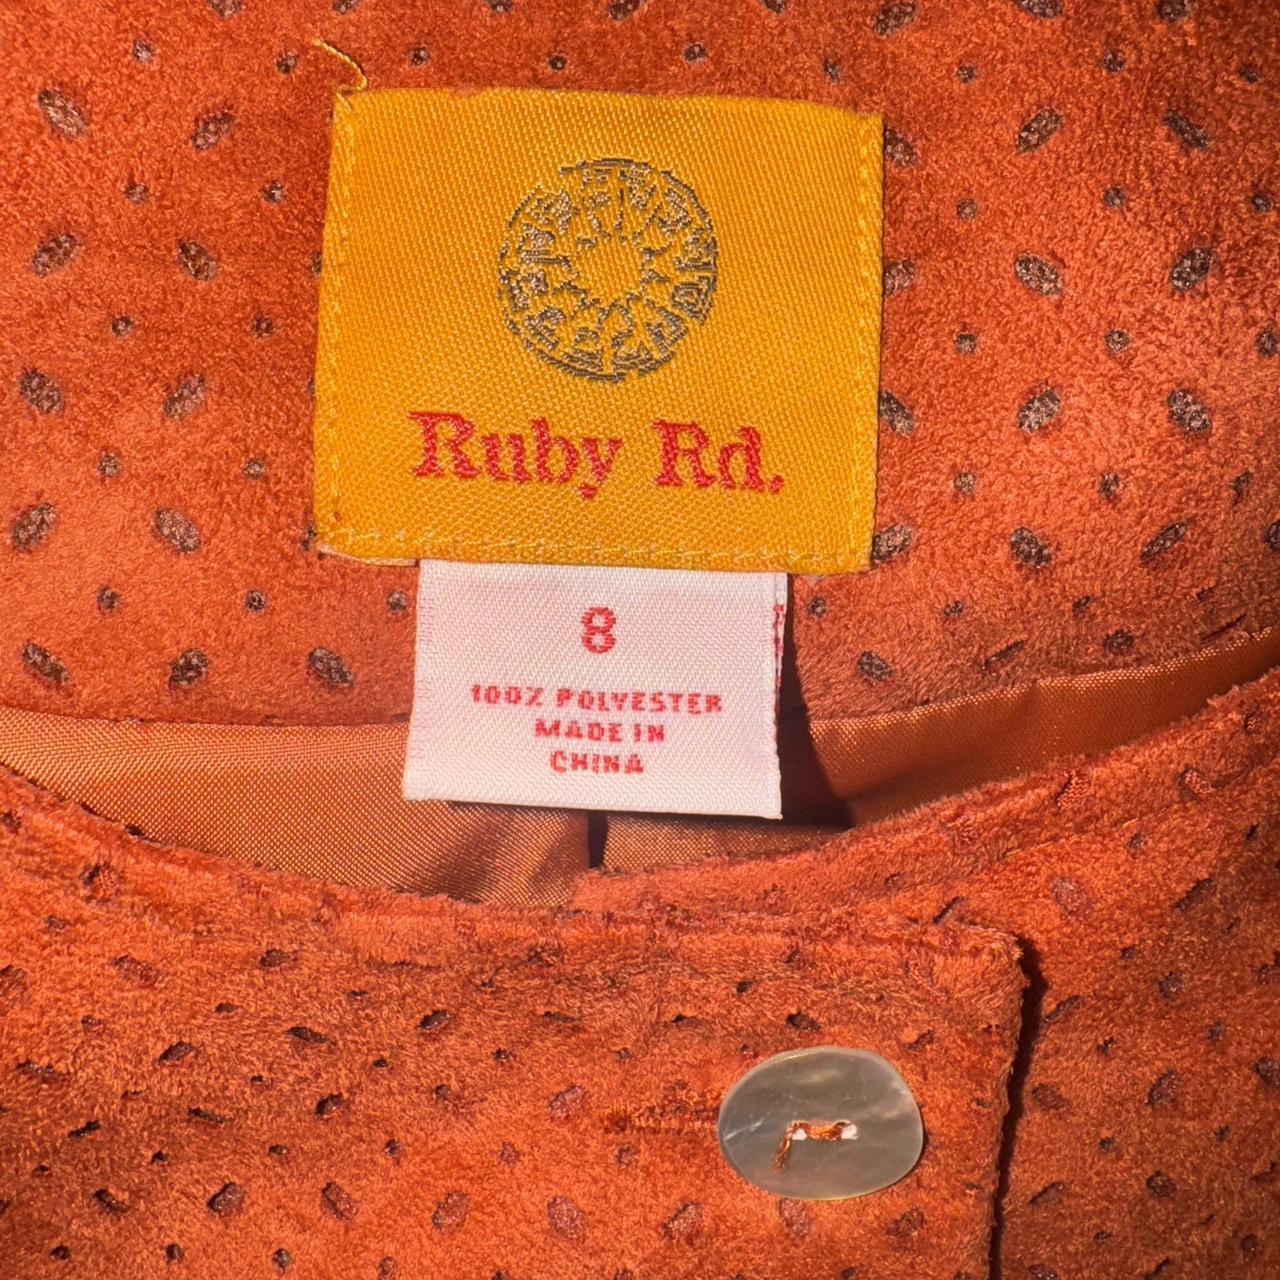 Ruby Rd.
8
100% POLYESTER
MADE IN
CHINA